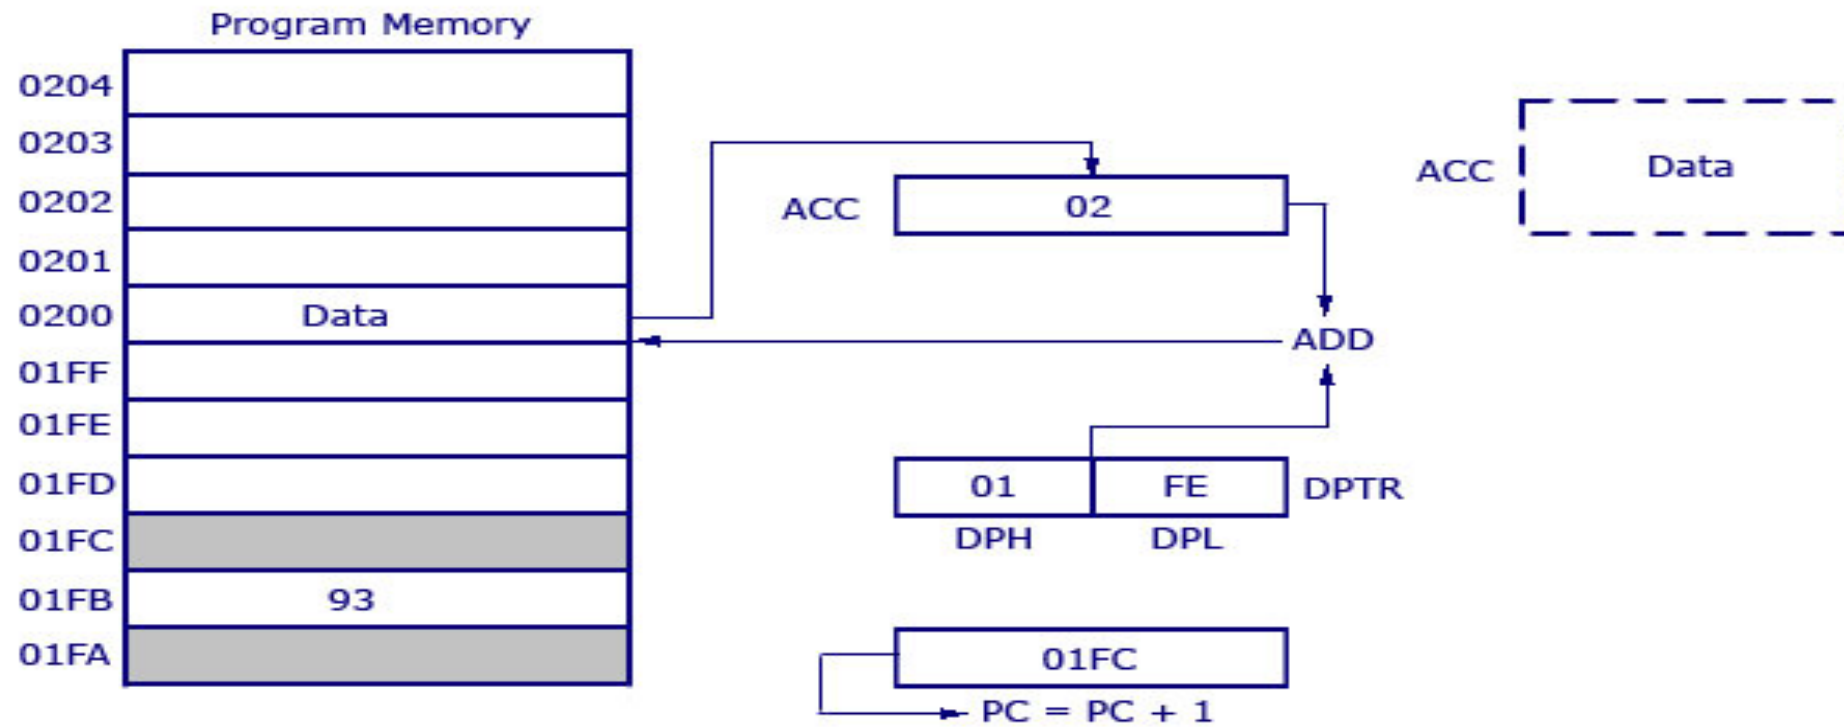 Program Memory
0204
0203
0202
0201
0200 Data
01FF
01FE
01FD
01FC
01FB 93
01FA
ACC 02
ADD
01 FE DPTR
DPH DPL
01FC
PC = PC + 1
ACC Data